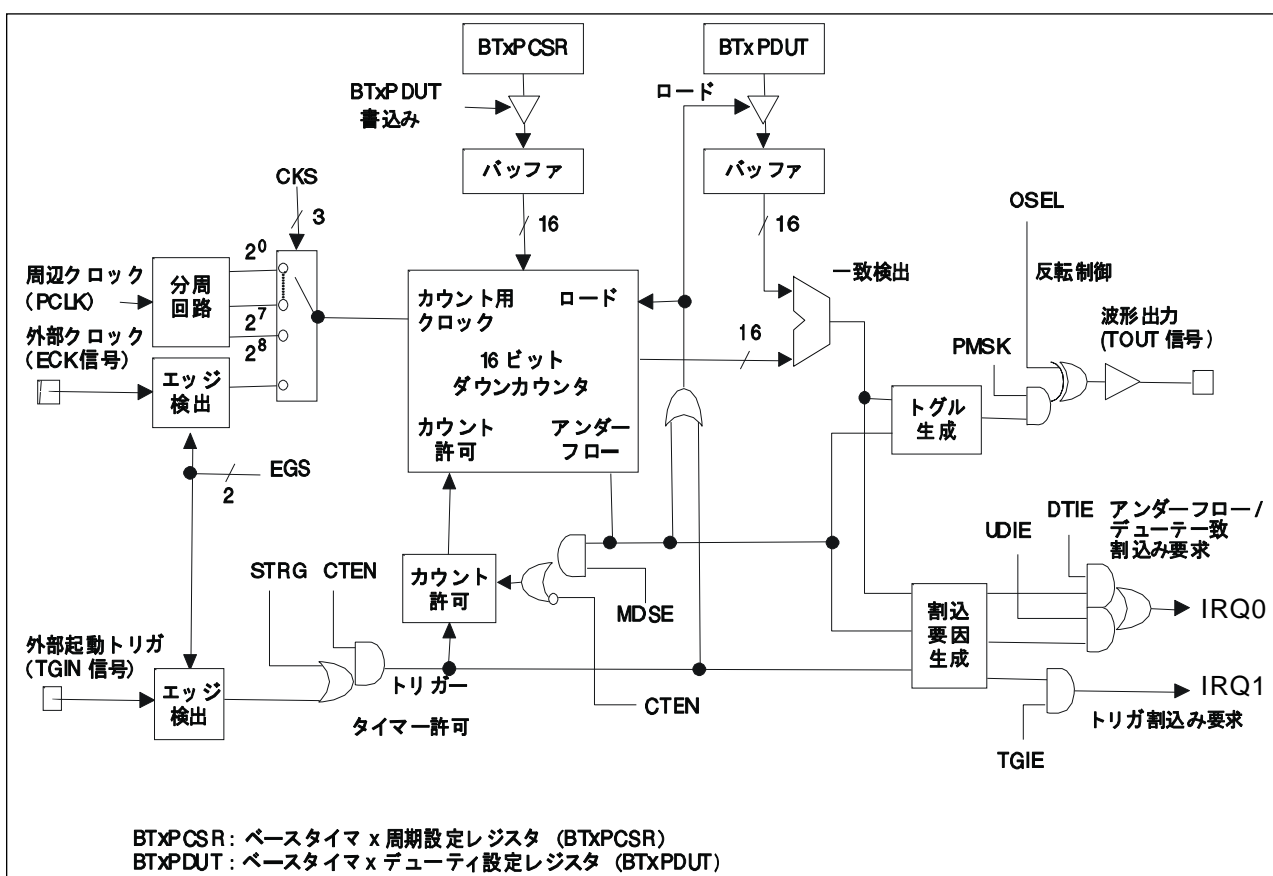 BTxPCSR
BTxPDUT
BTxPDUT
書込み
ロード
バッファ
バッファ
CKS
3
16
16
OSEL
2⁰
周辺クロック
(PCLK)
分周
回路
2⁷
外部クロック
(ECK信号)
2⁸
エッジ
検出
カウント用
クロック
ロード
16 ビット
ダウンカウンタ
カウント
許可
アンダー
フロー
16
一致検出
反転制御
波形出力
(TOUT 信号)
PMSK
トグル
生成
EGS
2
STRG
CTEN
カウント
許可
MDSE
UDIE
DTIE
アンダーフロー/
デューテー致
割込み要求
割込
要因
生成
IRQ0
外部起動トリガ
(TGIN 信号)
エッジ
検出
トリガー
タイマー許可
CTEN
IRQ1
トリガ割込み要求
TGIE
BTxPCSR : ベースタイマ x 周期設定レジスタ (BTxPCSR)
BTxPDUT : ベースタイマ x デューティ設定レジスタ (BTxPDUT)